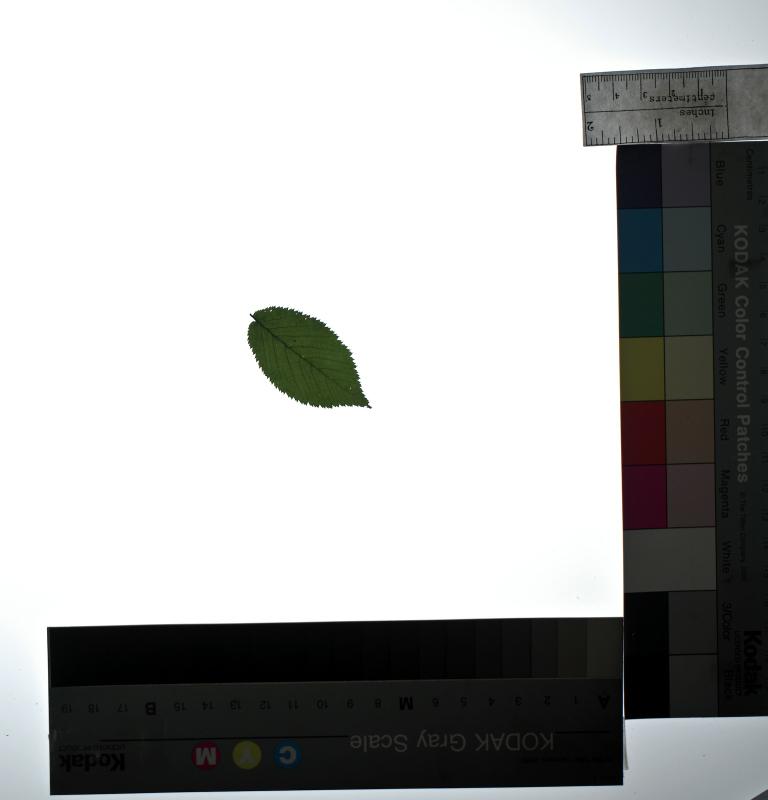 5 4 3 2
centimeters
2 1 inches
Centimetres
KODAK Color Control Patches
Blue
Cyan
Green
Yellow
Red
Magenta
White
3/Color
Black
Kodak
A 1 2 3 4 5 6 M 8 9 10 11 12 13 14 15 B 17 18 19
KODAK Gray Scale
C Y M
Kodak